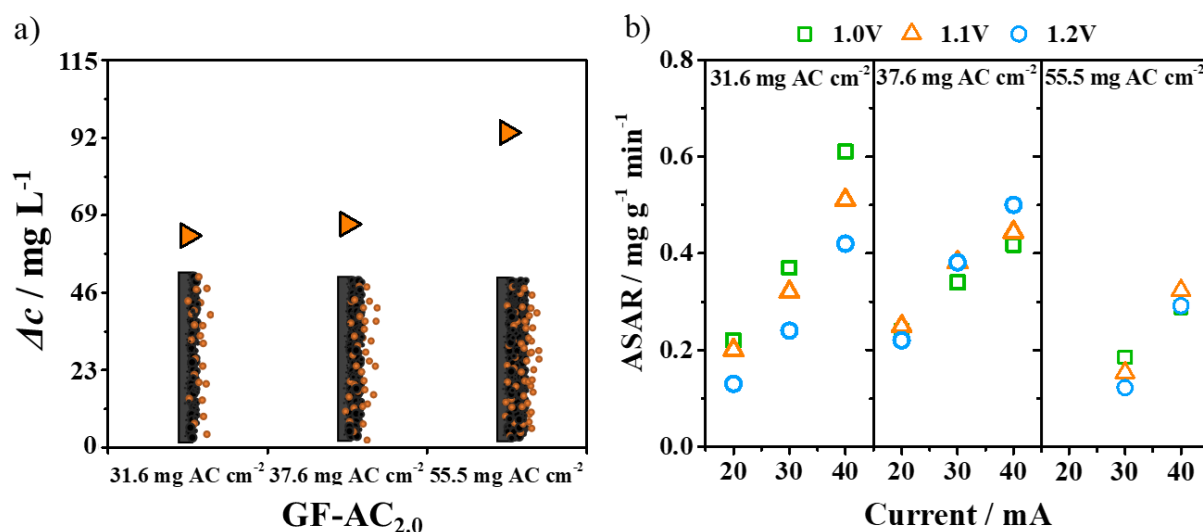 a)
115
92
69
46
23
0
Δc / mg L⁻¹
31.6 mg AC cm⁻² 37.6 mg AC cm⁻² 55.5 mg AC cm⁻²
GF-AC₂.₀
b)
1.0V 1.1V 1.2V
0.8
0.6
0.4
0.2
0.0
ASAR / mg g⁻¹ min⁻¹
31.6 mg AC cm⁻² 37.6 mg AC cm⁻² 55.5 mg AC cm⁻²
20 30 40 20 30 40 20 30 40
Current / mA